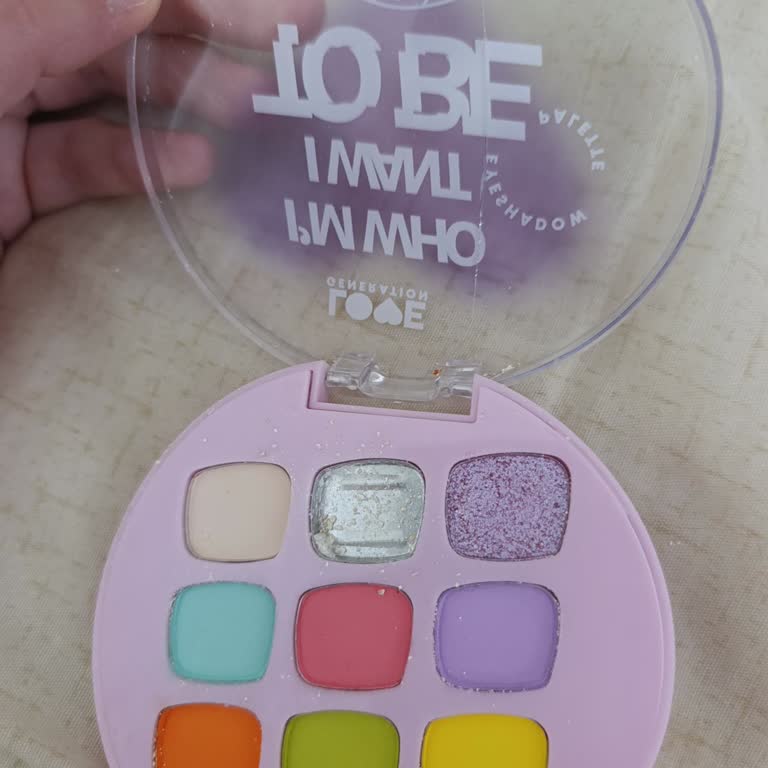 LOVE
GENERATION
I'M WHO
I WANT
TO BE
EYESHADOW
PALETTE